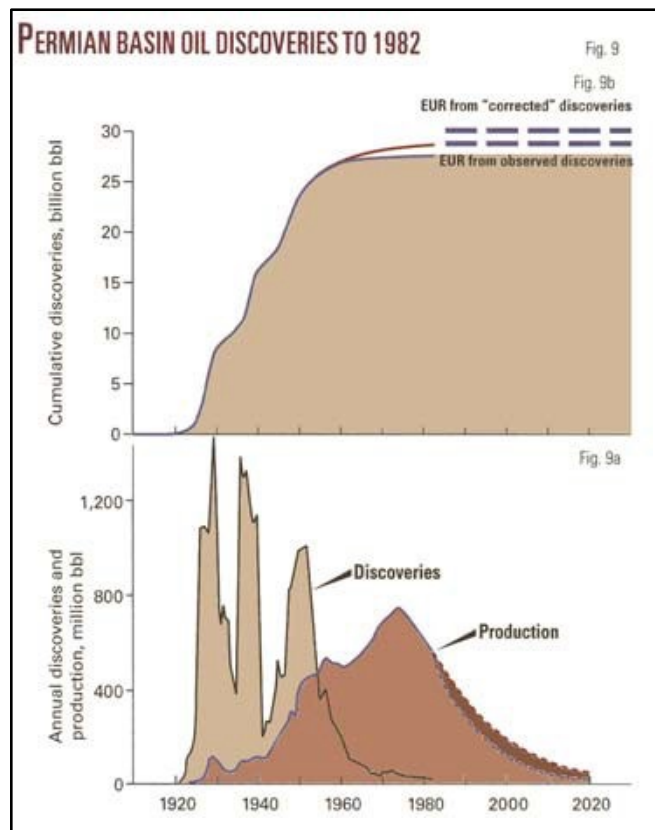 PERMIAN BASIN OIL DISCOVERIES TO 1982
Fig. 9
Fig. 9b
EUR from "corrected" discoveries
EUR from observed discoveries
Cumulative discoveries, billion bbl
30
25
20
15
10
5
0
Fig. 9a
Annual discoveries and
production, million bbl
1,200
800
400
0
Discoveries
Production
1920
1940
1960
1980
2000
2020